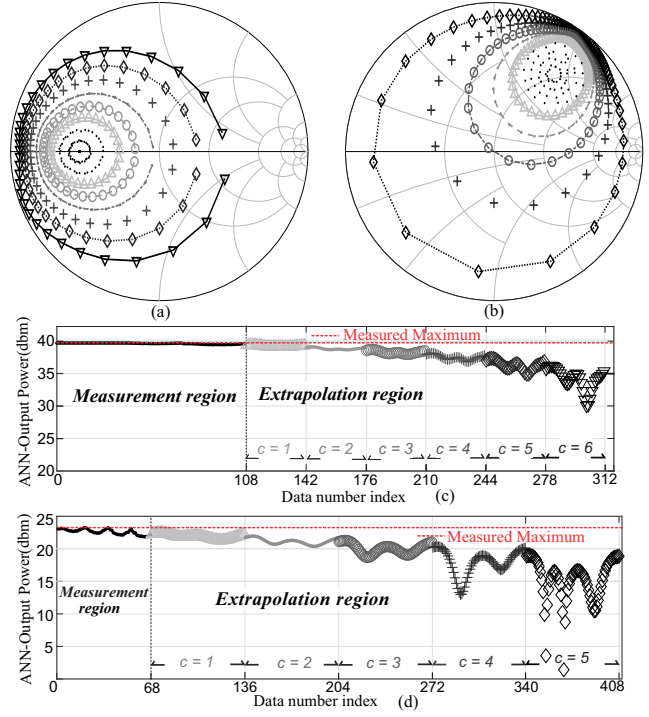 (a)
(b)
ANN-Output Power(dbm)
40
35
30
25
20
Measured Maximum
Measurement region
Extrapolation region
c = 1
c = 2
c = 3
c = 4
c = 5
c = 6
0
108
142
176
210
244
278
312
Data number index
(c)
ANN-Output Power(dbm)
25
20
15
10
5
0
Measured Maximum
Measurement
region
Extrapolation region
c = 1
c = 2
c = 3
c = 4
c = 5
0
68
136
204
272
340
408
Data number index
(d)